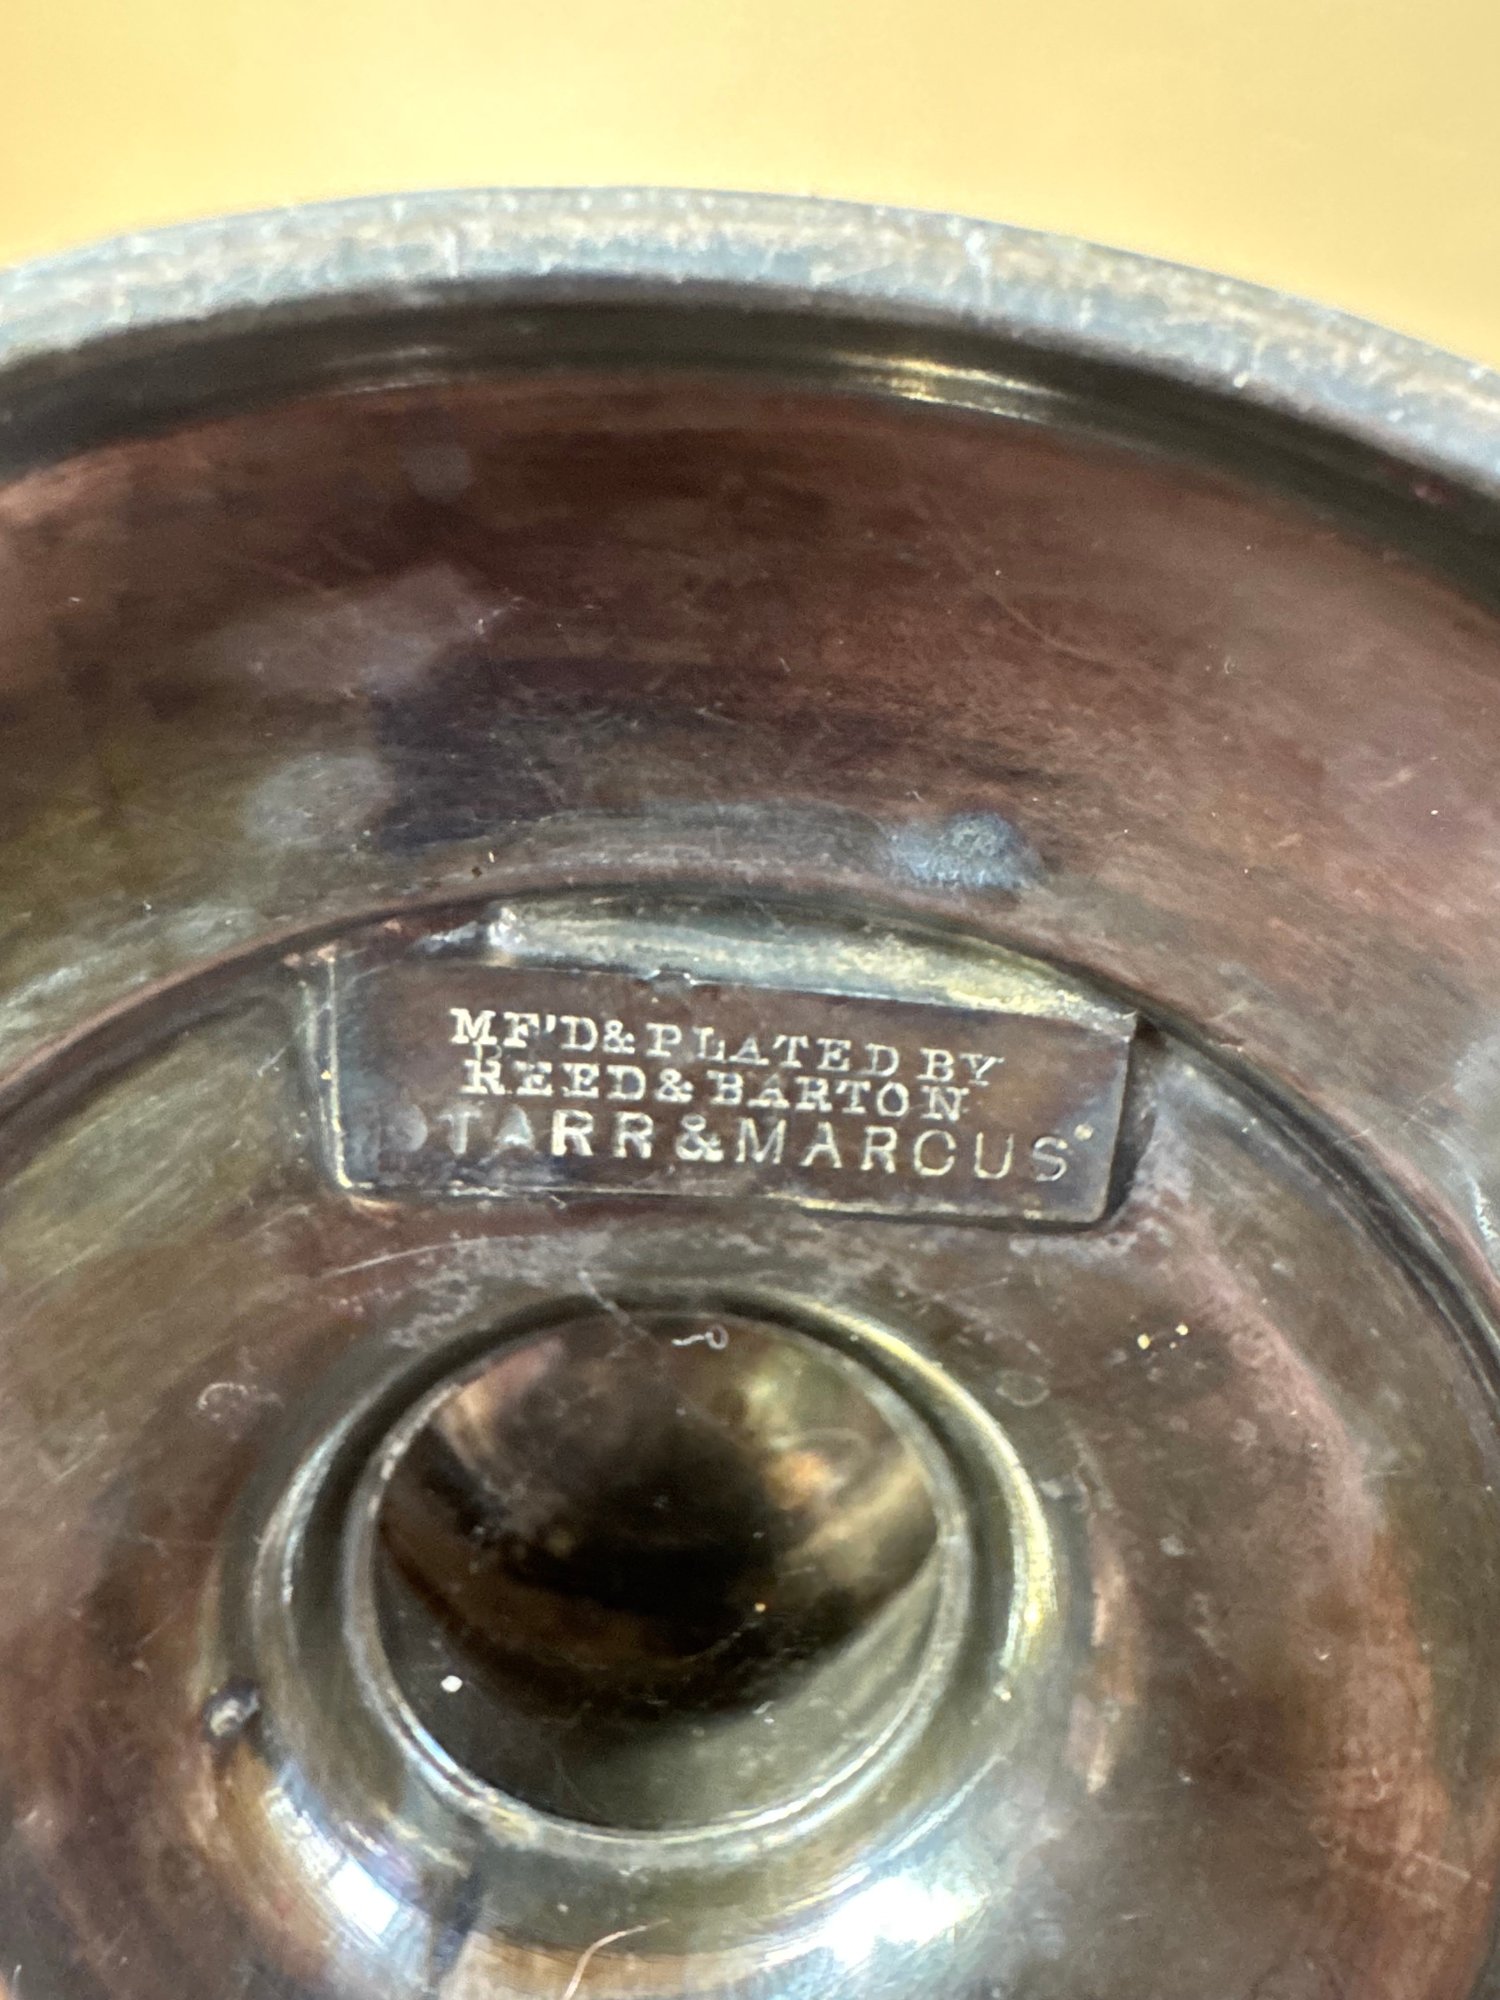 MF'D & PLATED BY
REED & BARTON
STARR & MARCUS